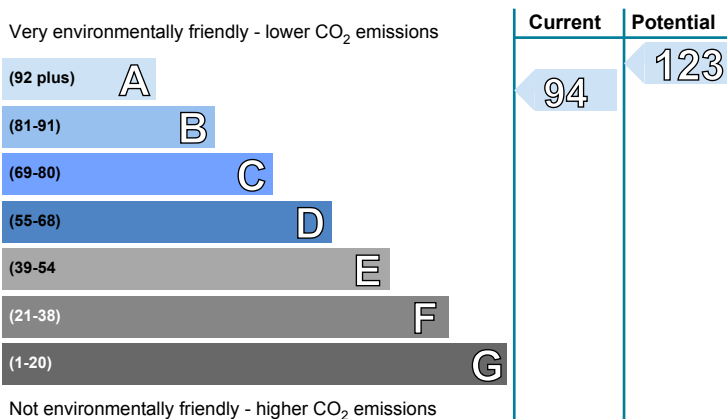 Very environmentally friendly - lower CO2 emissions
Current
Potential
(92 plus) A
94
123
(81-91) B
(69-80) C
(55-68) D
(39-54 E
(21-38) F
(1-20) G
Not environmentally friendly - higher CO2 emissions